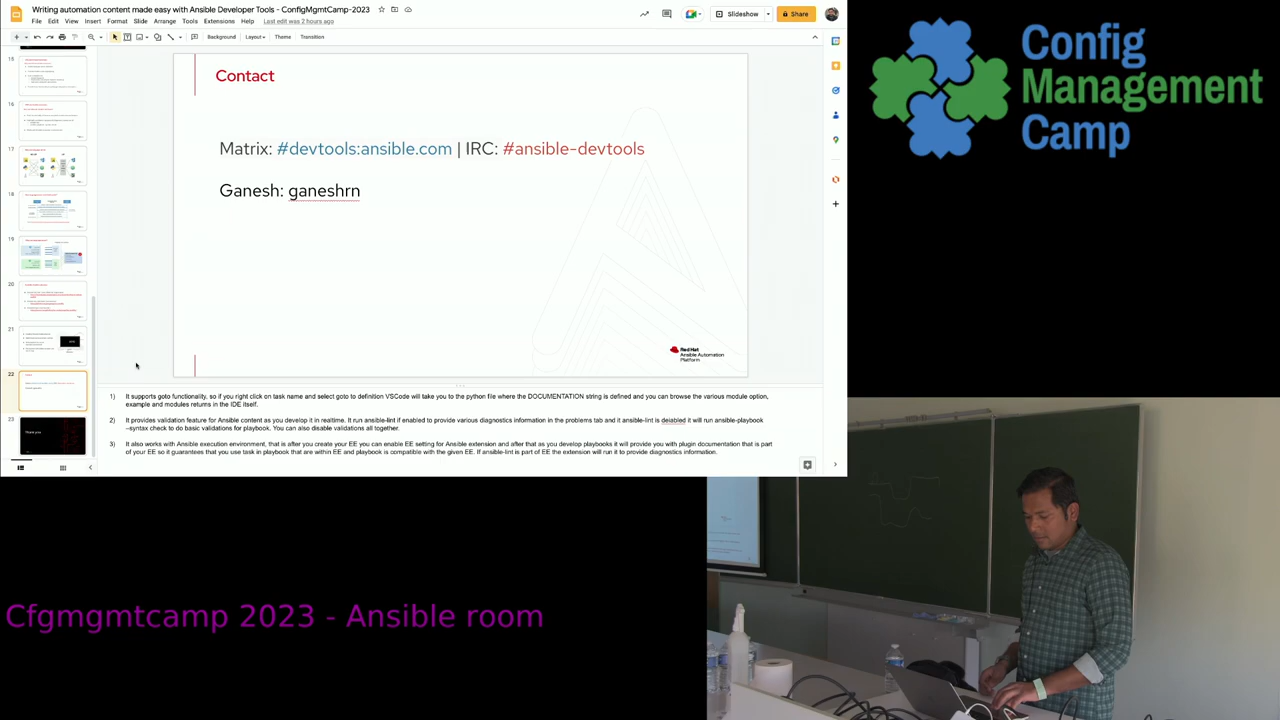 Writing automation content made easy with Ansible Developer Tools - ConfigMgmtCamp-2023
File Edit View Insert Format Slide Arrange Tools Extensions Help Last edit was 2 hours ago
Slideshow
Share
Background Layout Theme Transition
Contact
Matrix: #devtools:ansible.com | IRC: #ansible-devtools
Ganesh: ganeshrn
Red Hat
Ansible Automation
Platform
15
16
17
18
19
20
21
22
23
Thank you
1) It supports goto functionality, so if you right click on task name and select goto to definition VSCode will take you to the python file where the DOCUMENTATION string is defined and you can browse the various module option,
example and modules returns in the IDE itself.
2) It provides validation feature for Ansible content as you develop it in realtime. It run ansible-lint if enabled to provide various diagnostics information in the problems tab and it ansible-lint is deiabled it will run ansible-playbook
–syntax check to do basic validations for playbook. You can also disable validations all together.
3) It also works with Ansible execution environment, that is after you create your EE you can enable EE setting for Ansible extension and after that as you develop playbooks it will provide you with plugin documentation that is part
of your EE so it guarantees that you use task in playbook that are within EE and playbook is compatible with the given EE. If ansible-lint is part of EE the extension will run it to provide diagnostics information.
Config
Management
Camp
Cfgmgmtcamp 2023 - Ansible room